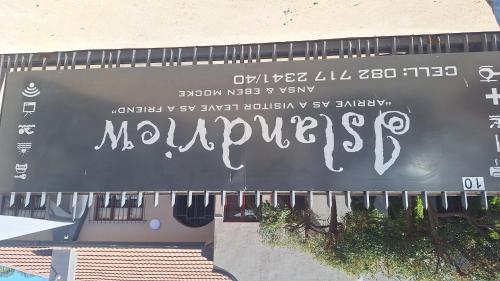 Islandview
"ARRIVE AS A VISITOR LEAVE AS A FRIEND"
ANSA & EBEN MOCKE
CELL: 082 717 2341/40
10